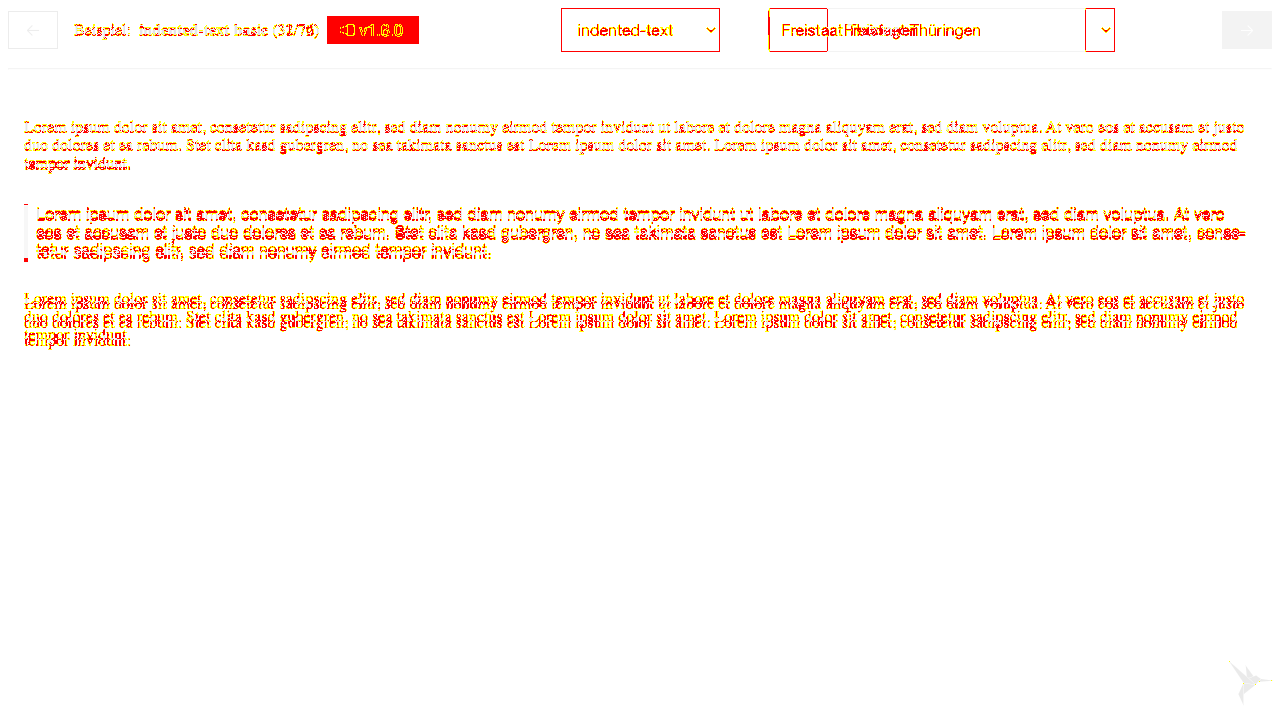 Beispiel: indented-text basic
v1.6.0
indented-text
Thüringen
Lorem ipsum dolor sit amet, consetetur sadipscing elitr, sed diam nonumy eirmod tempor invidunt ut labore et dolore magna aliquyam erat, sed diam voluptua. At vero eos et accusam et justo
duo dolores et ea rebum. Stet clita kasd gubergren, no sea takimata sanctus est Lorem ipsum dolor sit amet. Lorem ipsum dolor sit amet, consetetur sadipscing elitr, sed diam nonumy eirmod
tempor invidunt.
Lorem ipsum dolor sit amet, consetetur sadipscing elitr, sed diam nonumy eirmod tempor invidunt ut labore et dolore magna aliquyam erat, sed diam voluptua. At vero
eos et accusam et justo duo dolores et ea rebum. Stet clita kasd gubergren, no sea takimata sanctus est Lorem ipsum dolor sit amet. Lorem ipsum dolor sit amet, conse-
tetur sadipscing elitr, sed diam nonumy eirmod tempor invidunt.
Lorem ipsum dolor sit amet, consetetur sadipscing elitr, sed diam nonumy eirmod tempor invidunt ut labore et dolore magna aliquyam erat, sed diam voluptua. At vero eos et accusam et justo
duo dolores et ea rebum. Stet clita kasd gubergren, no sea takimata sanctus est Lorem ipsum dolor sit amet. Lorem ipsum dolor sit amet, consetetur sadipscing elitr, sed diam nonumy eirmod
tempor invidunt.